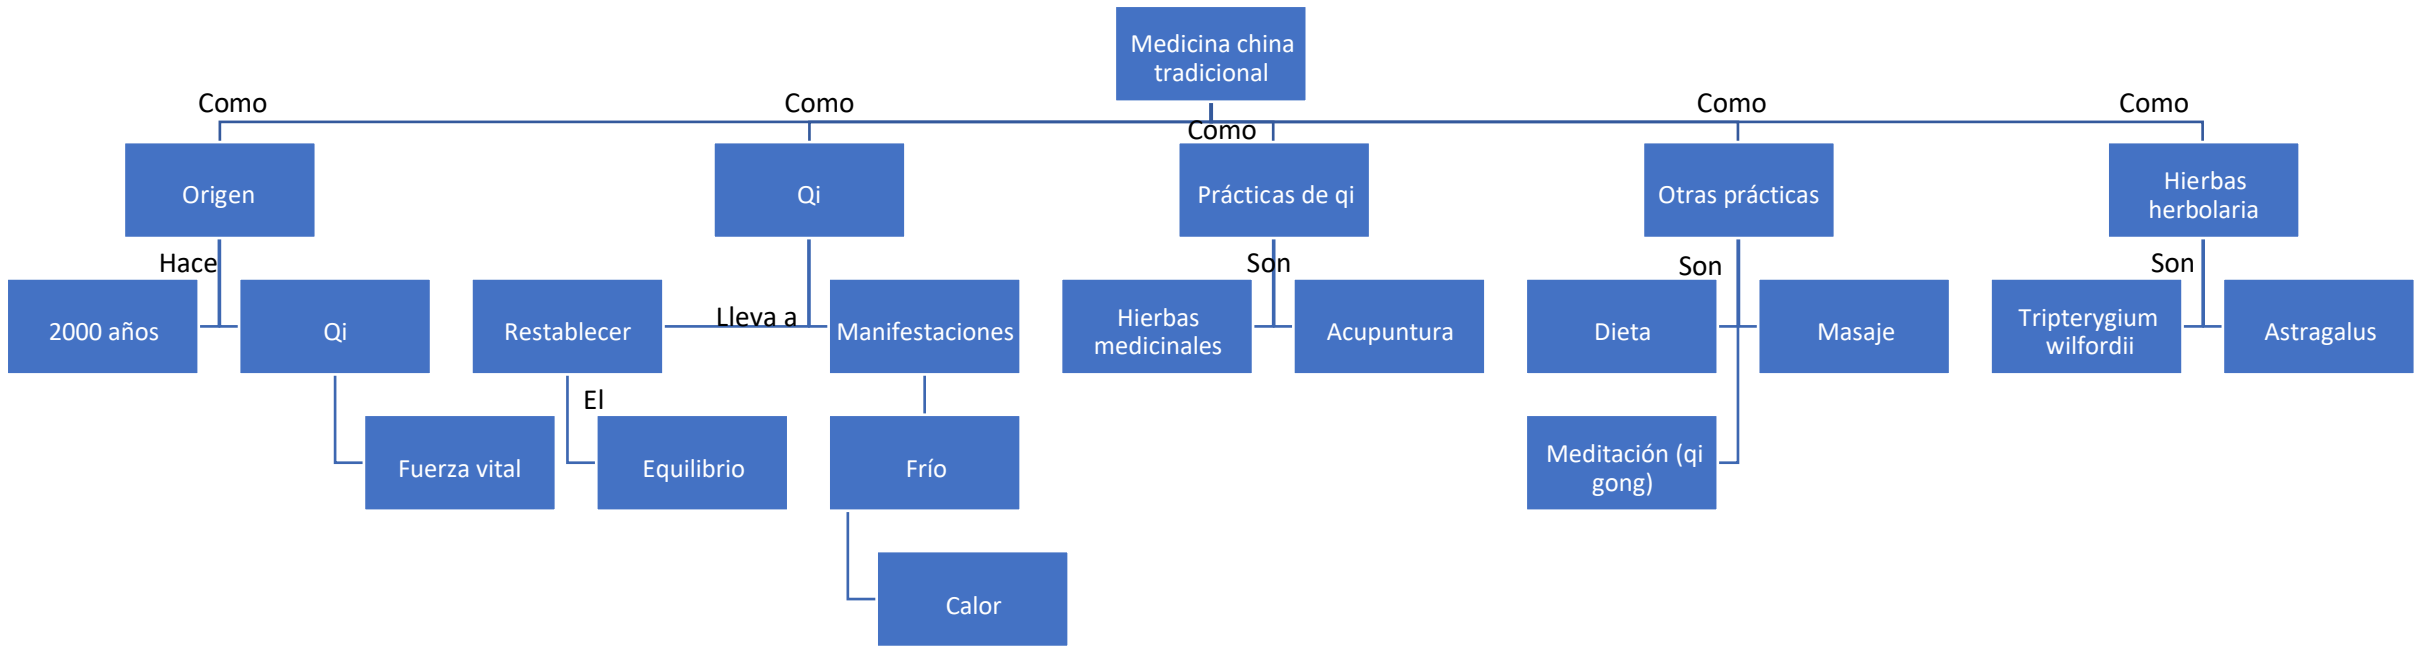 Medicina china
tradicional
Como
Como
Como
Como
Como
Origen
Qi
Prácticas de qi
Otras prácticas
Hierbas
herbolaria
Hace
Son
Son
Son
2000 años
Qi
Restablecer
Lleva a
Manifestaciones
Hierbas
medicinales
Acupuntura
Dieta
Masaje
Tripterygium
wilfordii
Astragalus
El
Fuerza vital
Equilibrio
Frío
Meditación (qi
gong)
Calor